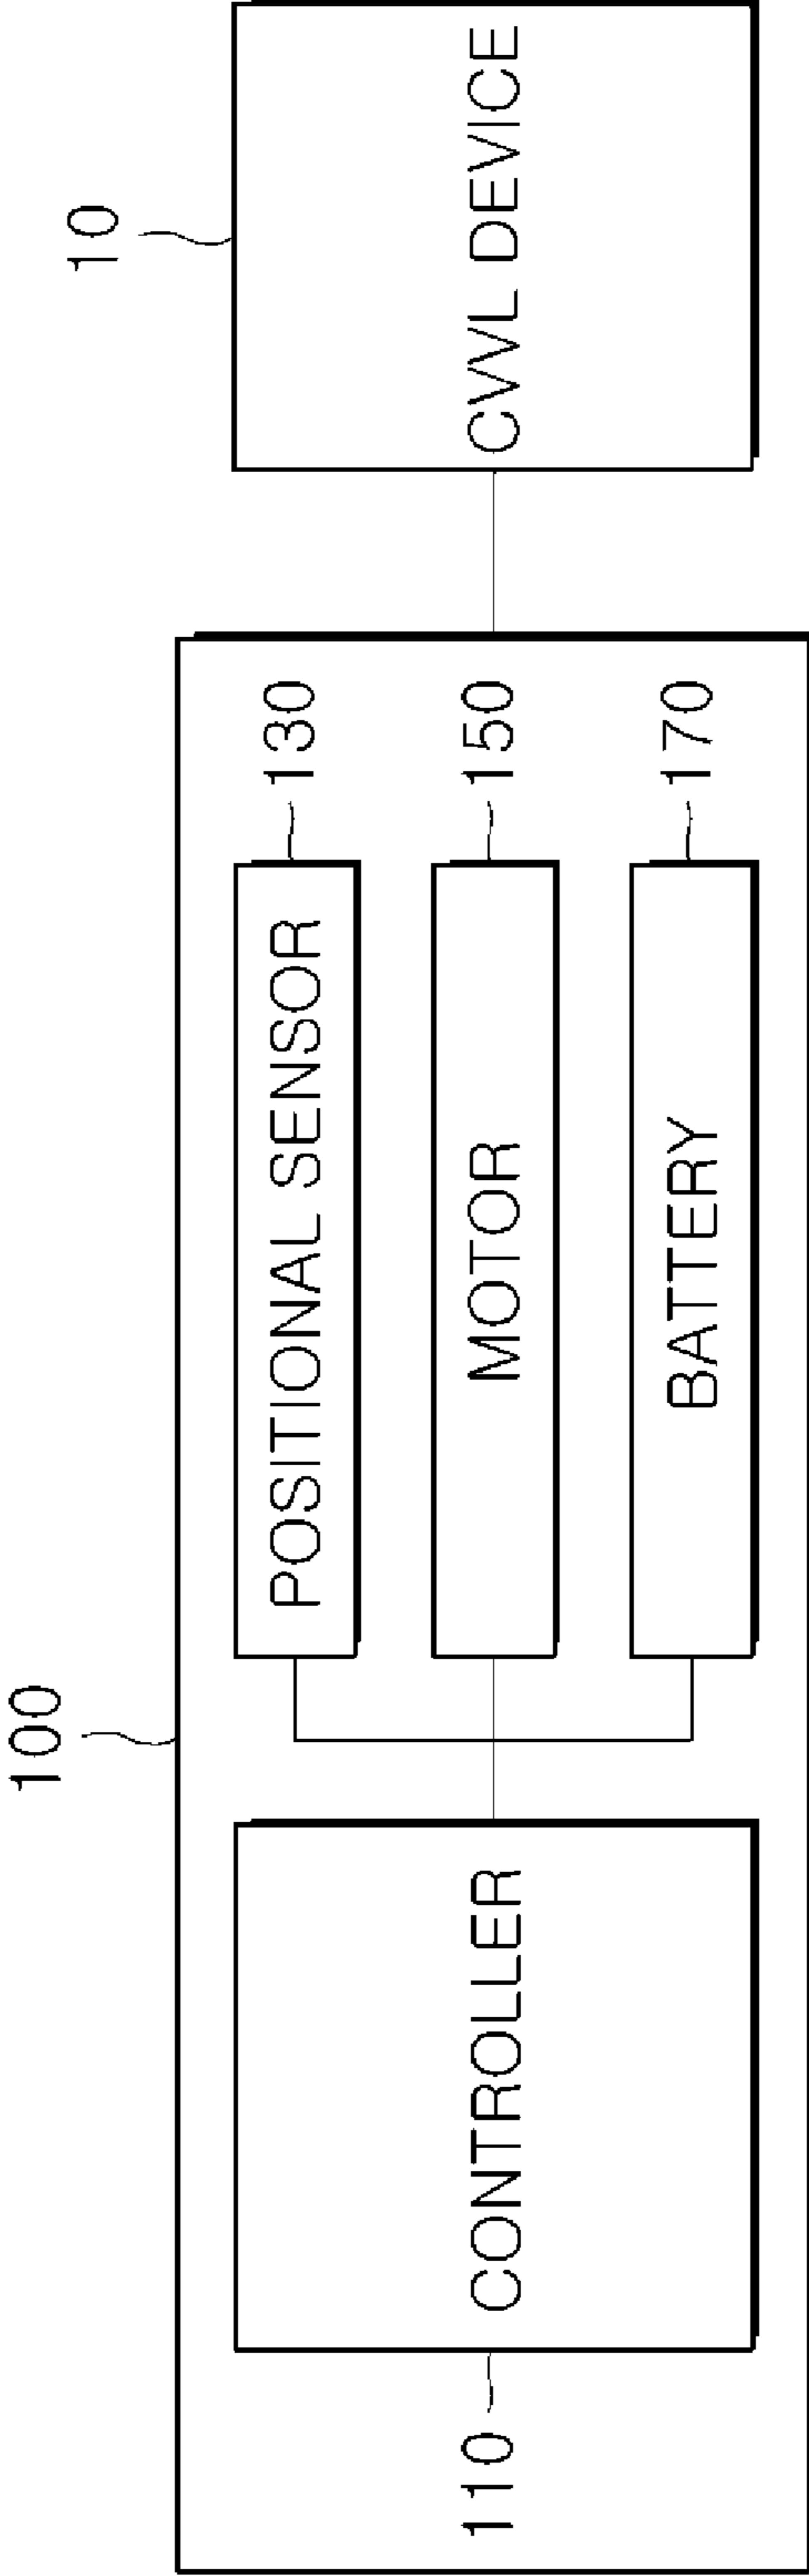 100
10
110
CONTROLLER
POSITIONAL SENSOR
130
MOTOR
150
BATTERY
170
CVVL DEVICE